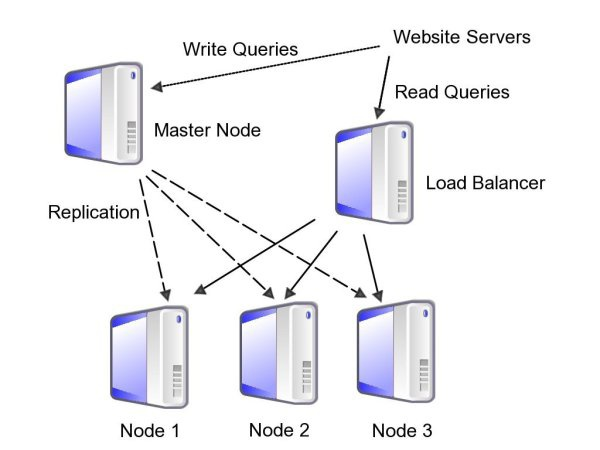 Website Servers
Write Queries
Read Queries
Master Node
Load Balancer
Replication
Node 1
Node 2
Node 3